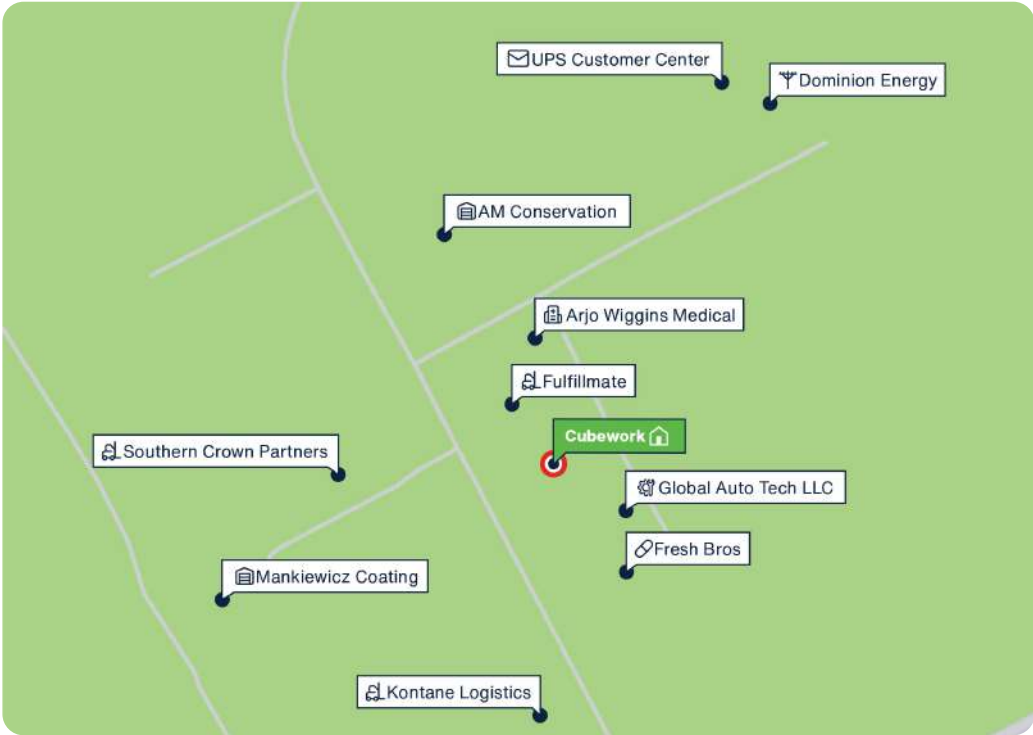 UPS Customer Center
Dominion Energy
AM Conservation
Arjo Wiggins Medical
Fulfillmate
Cubework
Southern Crown Partners
Global Auto Tech LLC
Fresh Bros
Mankiewicz Coating
Kontane Logistics